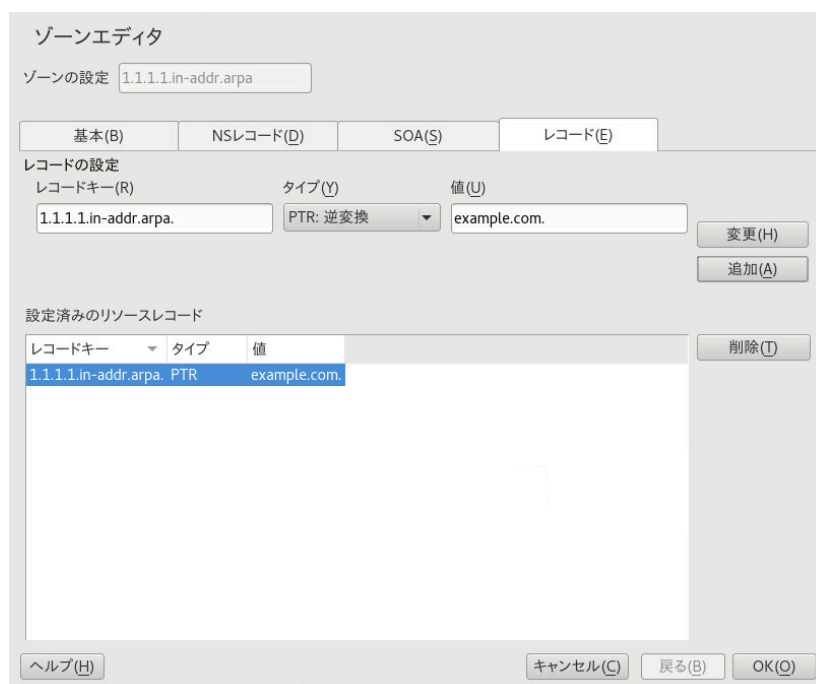 ゾーンエディタ
ゾーンの設定 1.1.1.1.in-addr.arpa
基本(B) NSレコード(D) SOA(S) レコード(E)
レコードの設定
レコードキー(R) タイプ(Y) 値(U)
1.1.1.1.in-addr.arpa. PTR: 逆変換 example.com.
変更(H)
追加(A)
設定済みのリソースレコード
レコードキー タイプ 値
削除(T)
1.1.1.1.in-addr.arpa. PTR example.com.
ヘルプ(H) キャンセル(C) 戻る(B) OK(O)